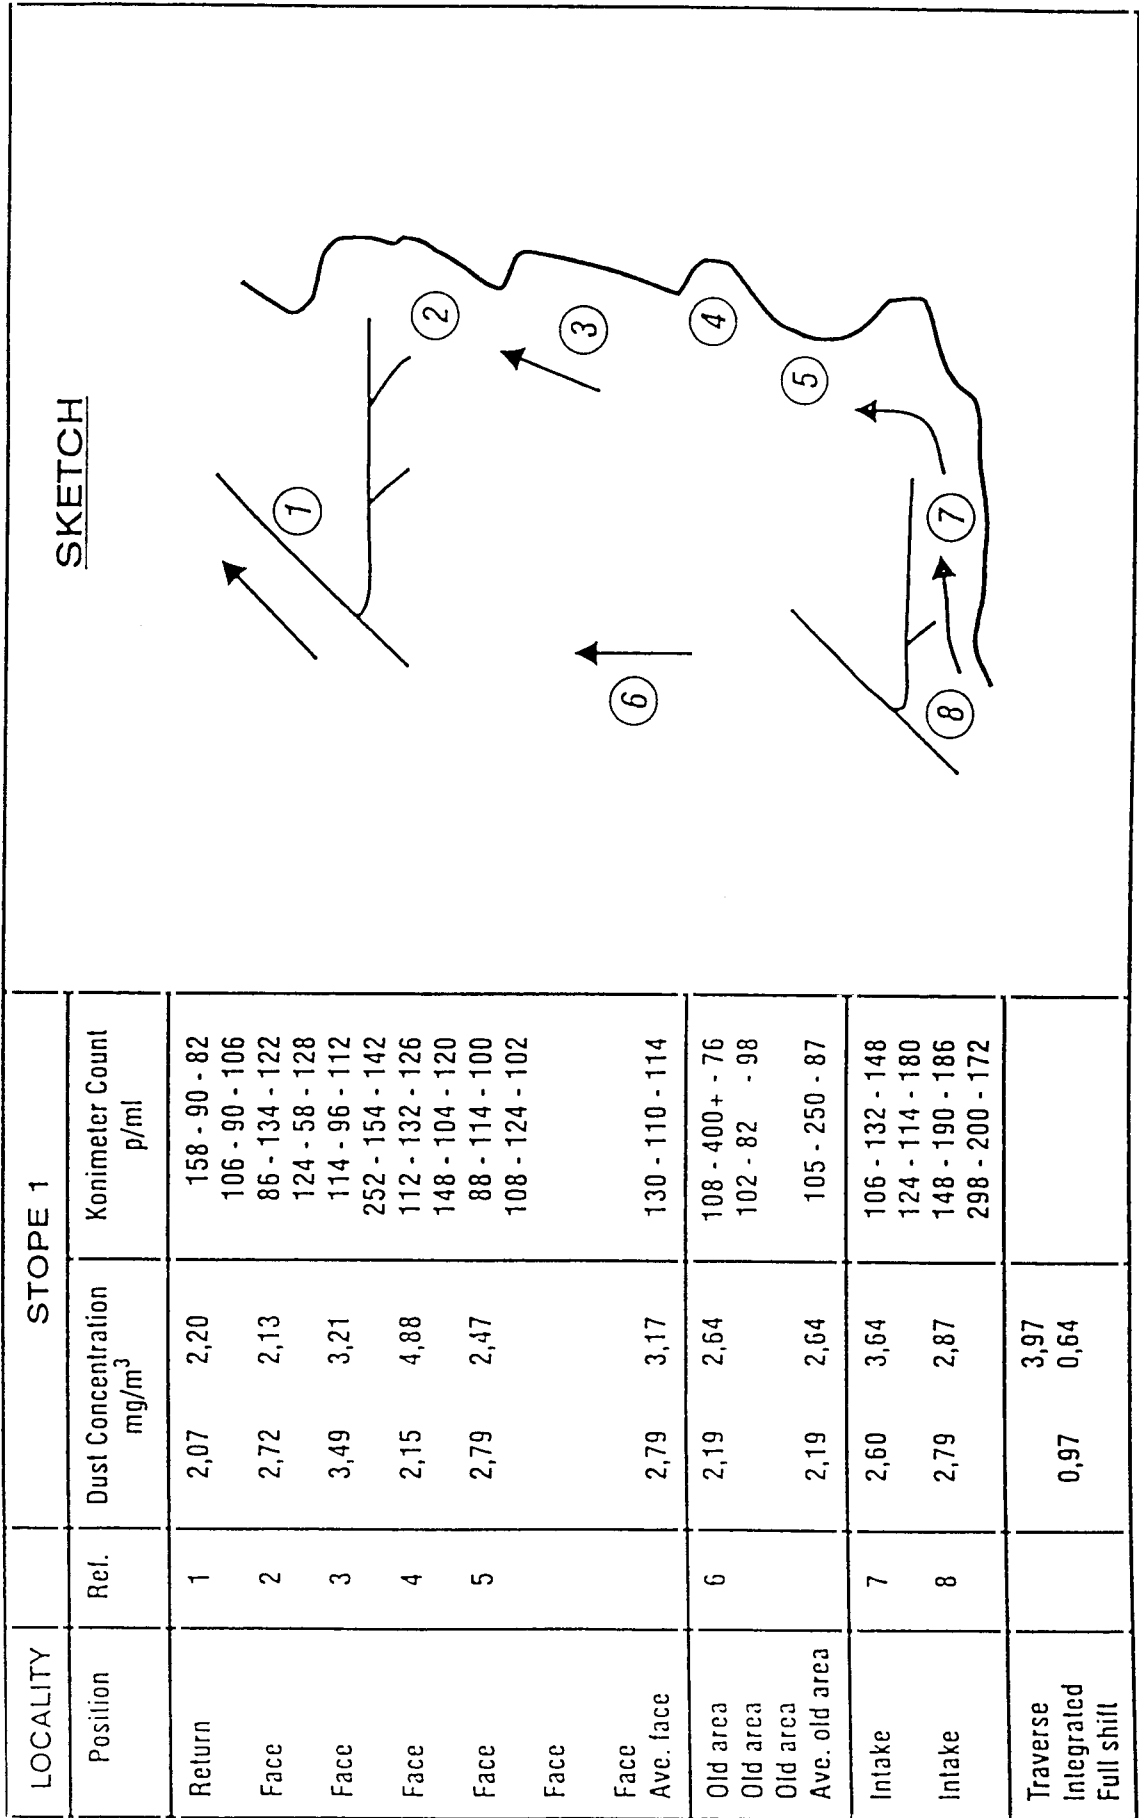 LOCALITY STOPE 1
Position Ref. Dust Concentration mg/m³ Konimeter Count p/ml
Return 1 2,07 2,20 158 - 90 - 82
106 - 90 - 106
Face 2 2,72 2,13 86 - 134 - 122
124 - 58 - 128
Face 3 3,49 3,21 114 - 96 - 112
252 - 154 - 142
Face 4 2,15 4,88 112 - 132 - 126
148 - 104 - 120
Face 5 2,79 2,47 88 - 114 - 100
108 - 124 - 102
Face
Face
Ave. face 2,79 3,17 130 - 110 - 114
Old area 6 2,19 2,64 108 - 400+ - 76
Old area 102 - 82 - 98
Old area
Ave. old area 2,19 2,64 105 - 250 - 87
Intake 7 2,60 3,64 106 - 132 - 148
124 - 114 - 180
Intake 8 2,79 2,87 148 - 190 - 186
298 - 200 - 172
Traverse 3,97
Integrated 0,97 0,64
Full shift
SKETCH
1
2
3
4
5
6
7
8